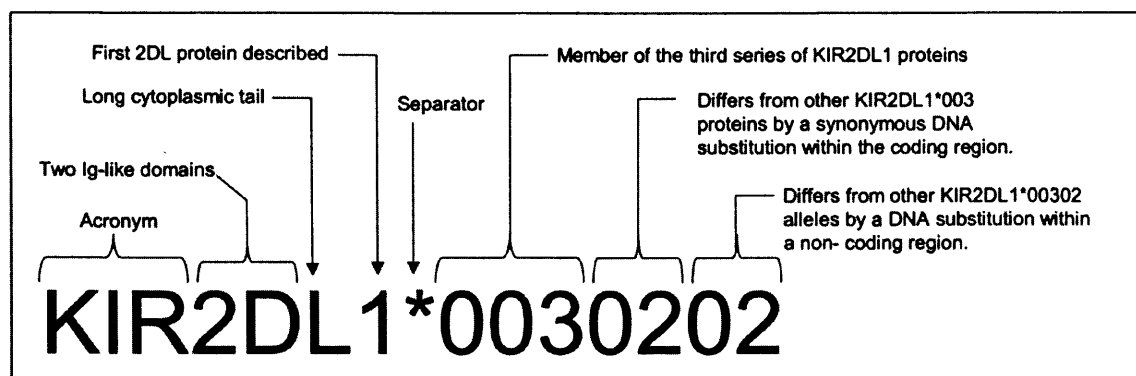 First 2DL protein described
Member of the third series of KIR2DL1 proteins
Long cytoplasmic tail
Separator
Differs from other KIR2DL1*003
proteins by a synonymous DNA
substitution within the coding region.
Two Ig-like domains
Differs from other KIR2DL1*00302
alleles by a DNA substitution within
a non- coding region.
Acronym
KIR2DL1*0030202